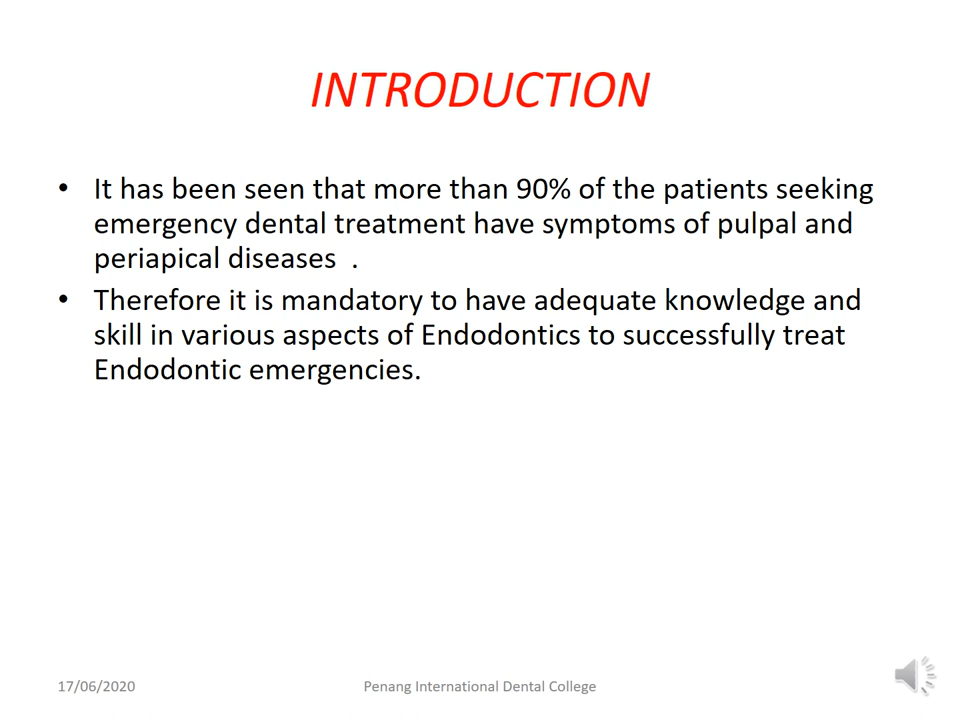 INTRODUCTION
• It has been seen that more than 90% of the patients seeking
emergency dental treatment have symptoms of pulpal and
periapical diseases  .
• Therefore it is mandatory to have adequate knowledge and
skill in various aspects of Endodontics to successfully treat
Endodontic emergencies.
17/06/2020
Penang International Dental College